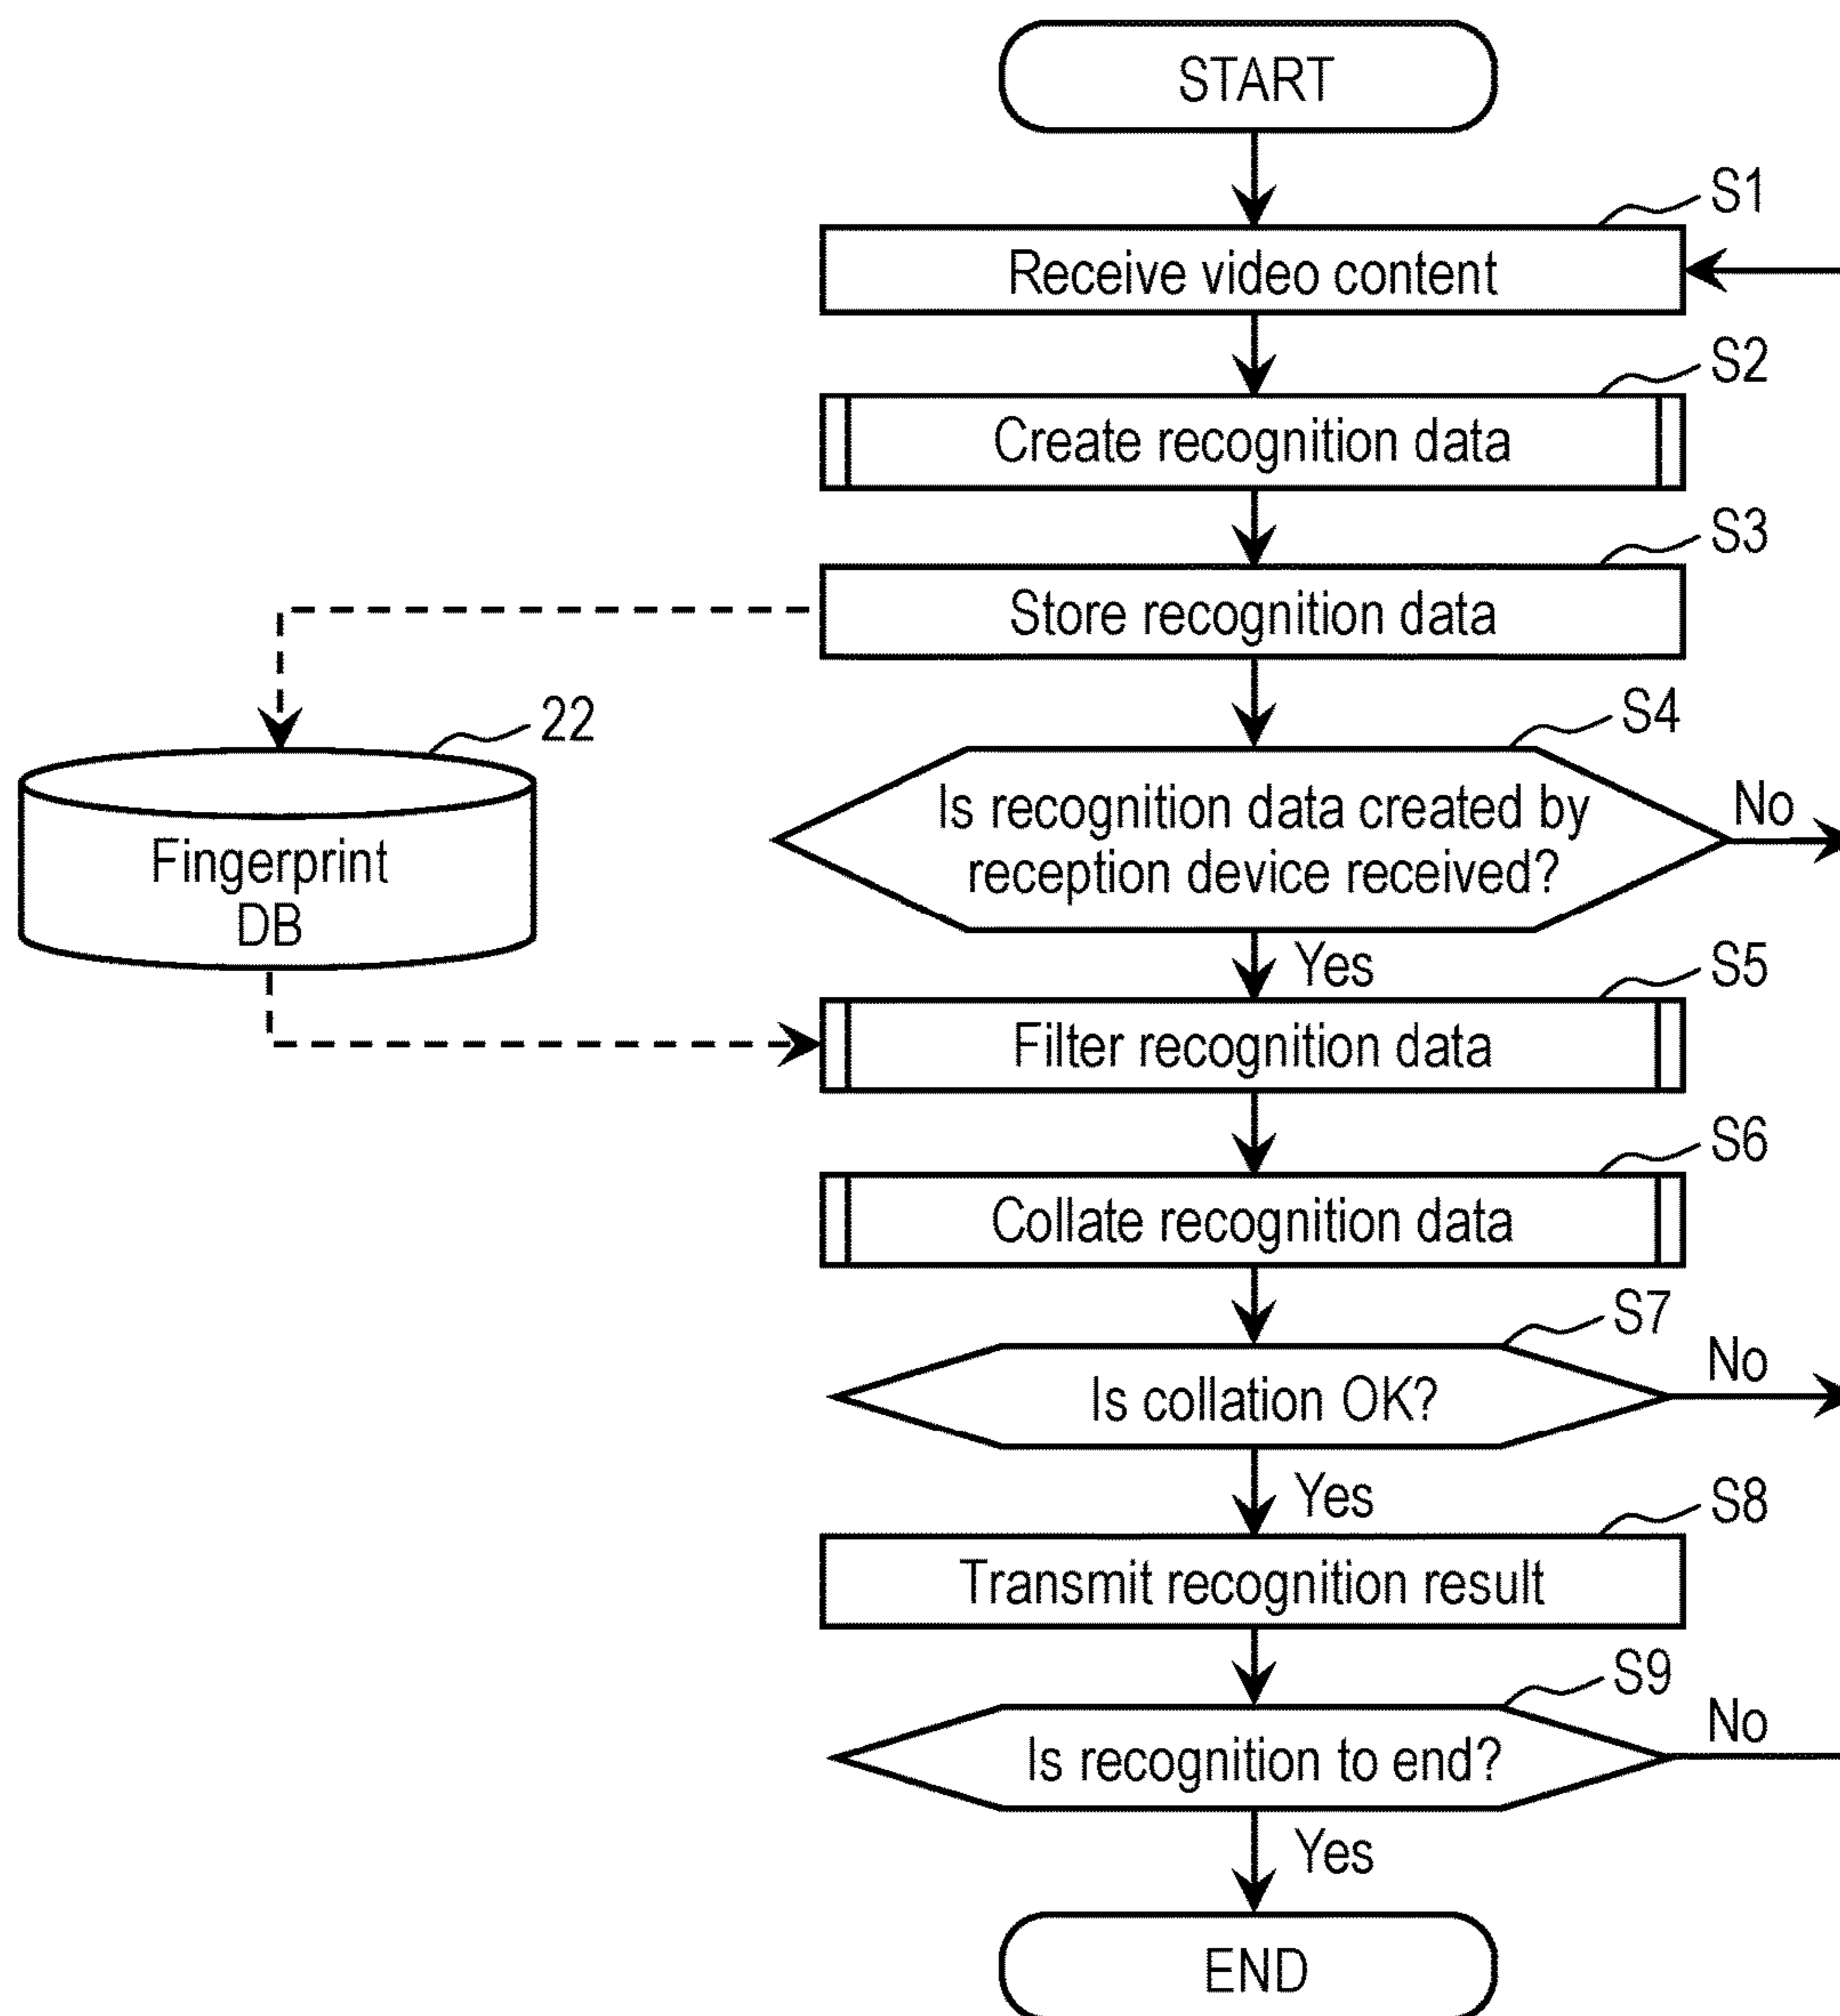 START
S1
Receive video content
S2
Create recognition data
S3
Store recognition data
22
Fingerprint
DB
S4
Is recognition data created by
reception device received?
No
Yes
S5
Filter recognition data
S6
Collate recognition data
S7
Is collation OK?
No
Yes
S8
Transmit recognition result
S9
Is recognition to end?
No
Yes
END